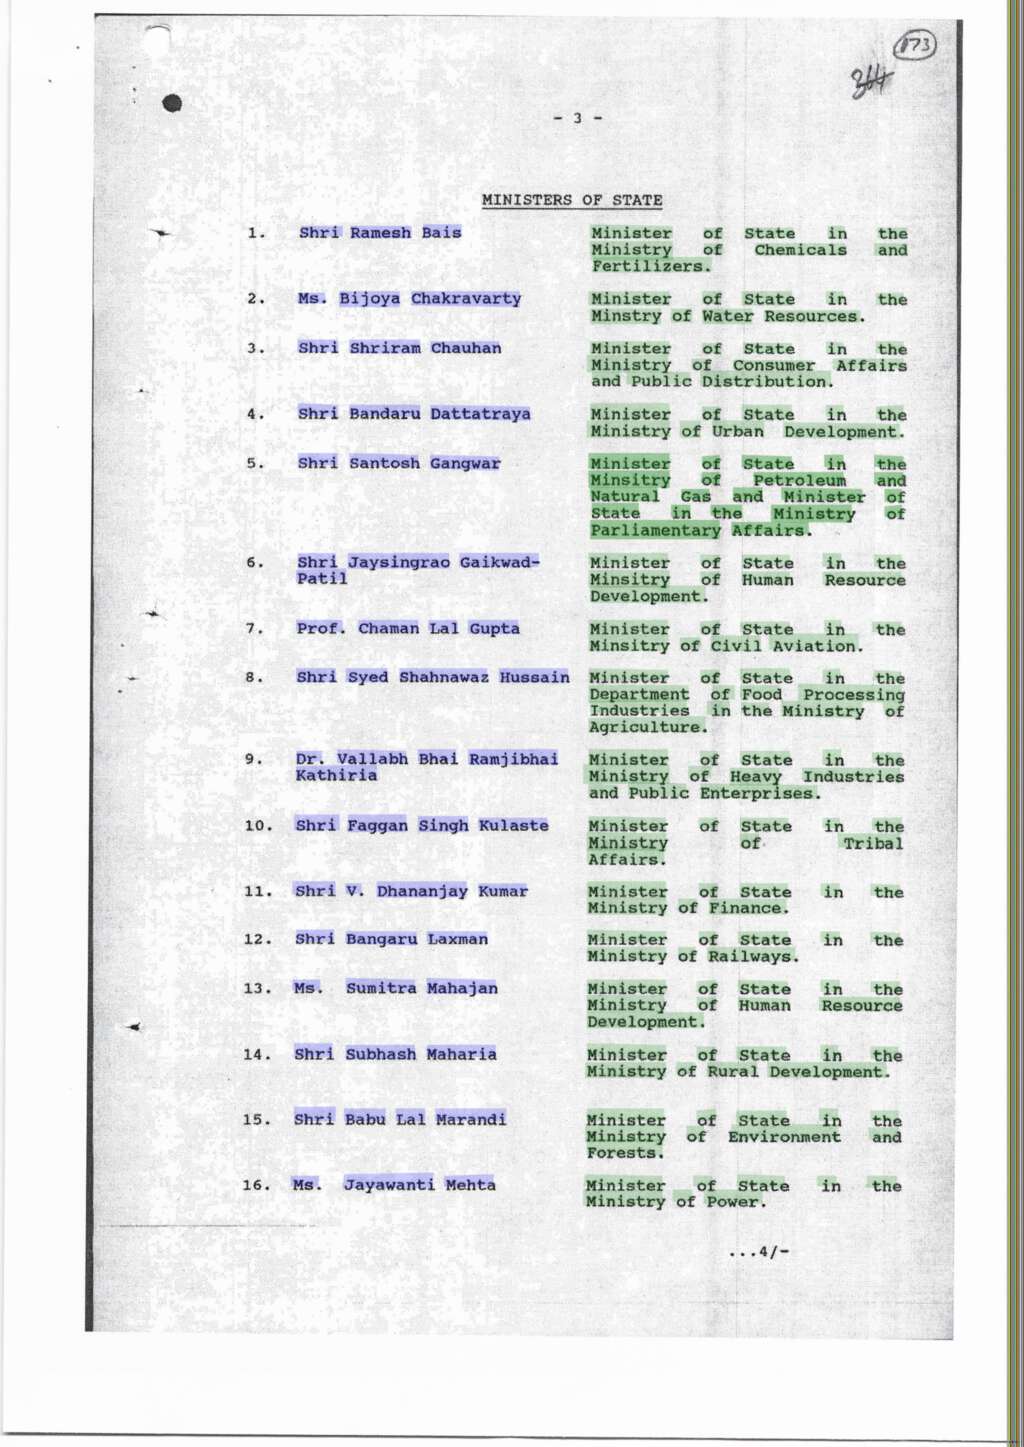 173
364
- 3 -
MINISTERS OF STATE
1. Shri Ramesh Bais Minister of State in the
Ministry of Chemicals and
Fertilizers.
2. Ms. Bijoya Chakravarty Minister of State in the
Minstry of Water Resources.
3. Shri Shriram Chauhan Minister of State in the
Ministry of Consumer Affairs
and Public Distribution.
4. Shri Bandaru Dattatraya Minister of State in the
Ministry of Urban Development.
5. Shri Santosh Gangwar Minister of State in the
Minsitry of Petroleum and
Natural Gas and Minister of
State in the Ministry of
Parliamentary Affairs.
6. Shri Jaysingrao Gaikwad- Minister of State in the
Patil Minsitry of Human Resource
Development.
7. Prof. Chaman Lal Gupta Minister of State in the
Minsitry of Civil Aviation.
8. Shri Syed Shahnawaz Hussain Minister of State in the
Department of Food Processing
Industries in the Ministry of
Agriculture.
9. Dr. Vallabh Bhai Ramjibhai Minister of State in the
Kathiria Ministry of Heavy Industries
and Public Enterprises.
10. Shri Faggan Singh Kulaste Minister of State in the
Ministry of Tribal
Affairs.
11. Shri V. Dhananjay Kumar Minister of State in the
Ministry of Finance.
12. Shri Bangaru Laxman Minister of State in the
Ministry of Railways.
13. Ms. Sumitra Mahajan Minister of State in the
Ministry of Human Resource
Development.
14. Shri Subhash Maharia Minister of State in the
Ministry of Rural Development.
15. Shri Babu Lal Marandi Minister of State in the
Ministry of Environment and
Forests.
16. Ms. Jayawanti Mehta Minister of State in the
Ministry of Power.
...4/-